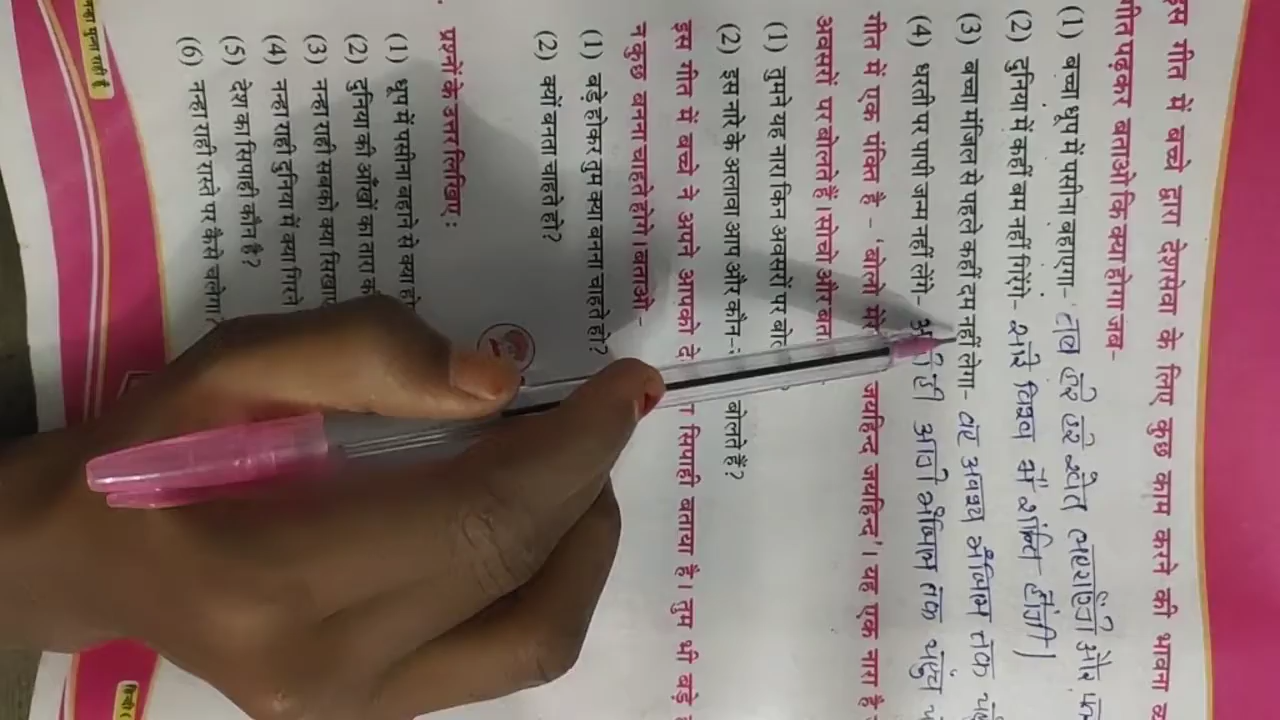 इस गीत में बच्चे द्वारा देशसेवा के लिए कुछ काम करने की भावना
गीत पढ़कर बताओ कि क्या होगा जब-
(1) बच्चा धूप में पसीना बहाएगा- तब हरे हरे खेत लहराएँगे और
(2) दुनिया में कहीं बम नहीं गिरेंगे- सारे विश्व में शांति होगी।
(3) बच्चा मंजिल से पहले कहीं दम नहीं लेगा- वह अवश्य मंजिल तक
(4) धरती पर पापी जन्म नहीं लेंगे- ही मंजिल तक
गीत में एक पंक्ति है - 'बोलो मेरे जयहिन्द जयहिन्द'। यह एक नारा है
अवसरों पर बोलते हैं। सोचो और
(1) तुमने यह नारा किन अवसरों पर
(2) इस नारे के अलावा आप और कौन- बोलते हैं?
इस गीत में बच्चे ने अपने आपको सिपाही बताया है। तुम भी बड़े
न कुछ बनना चाहते होगे। बताओ-
(1) बड़े होकर तुम क्या बनना चाहते हो?
(2) क्यों बनना चाहते हो?
प्रश्नों के उत्तर लिखिए :
(1) धूप में पसीना बहाने से क्या
(2) दुनिया की आँखों का तारा
(3) नन्हा राही सबको क्या
(4) नन्हा राही दुनिया में क्या
(5) देश का सिपाही कौन है?
(6) नन्हा राही रास्ते पर कैसे चलेगा?
नन्हा मुन्ना राही हूँ
हिन्दी